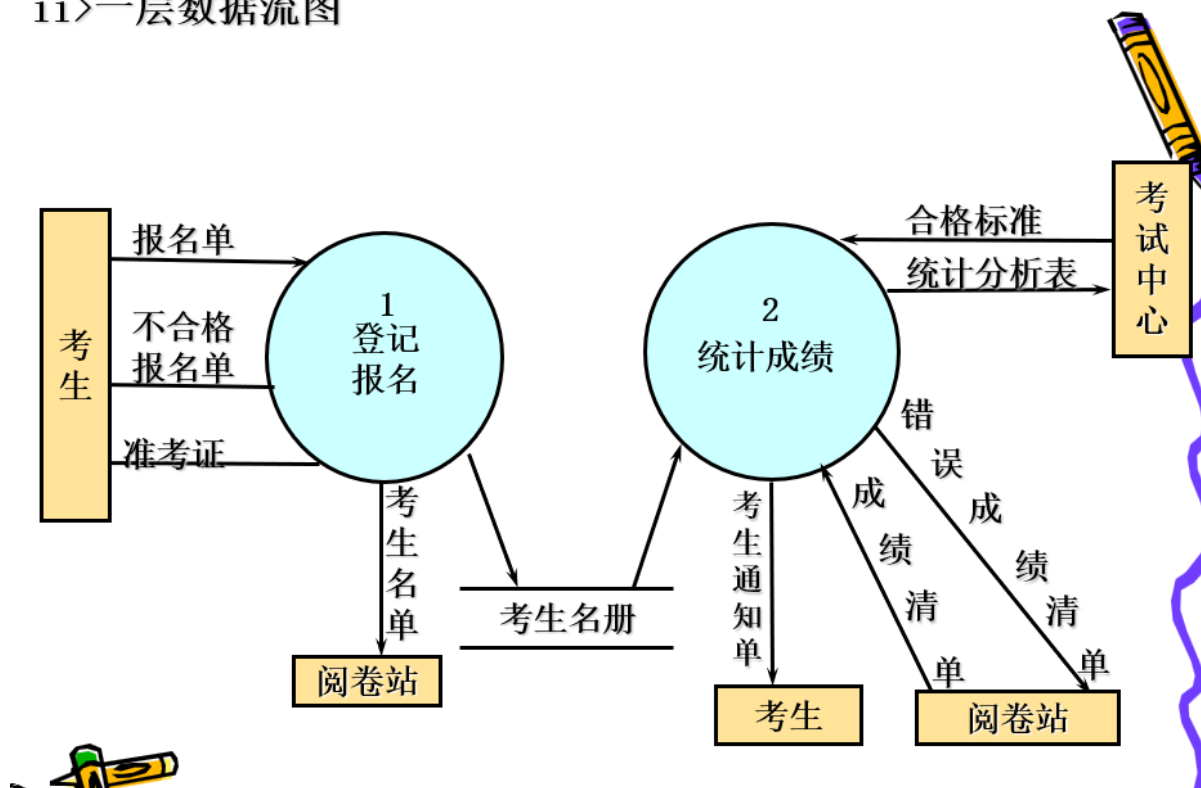 ii>一层数据流图
考生
报名单
不合格
报名单
准考证
1
登记
报名
考生名单
阅卷站
考生名册
2
统计成绩
合格标准
统计分析表
考试中心
考生通知单
考生
成绩清单
错误成绩清单
阅卷站